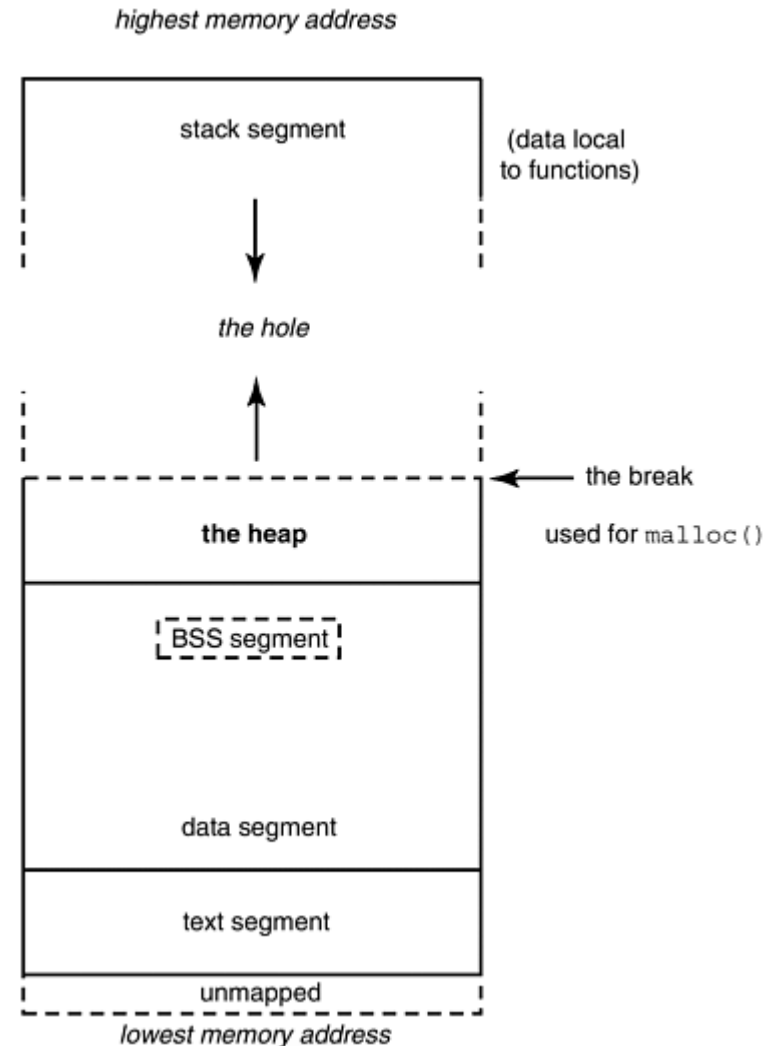 highest memory address
stack segment
(data local
to functions)
the hole
the break
the heap
used for malloc()
BSS segment
data segment
text segment
unmapped
lowest memory address